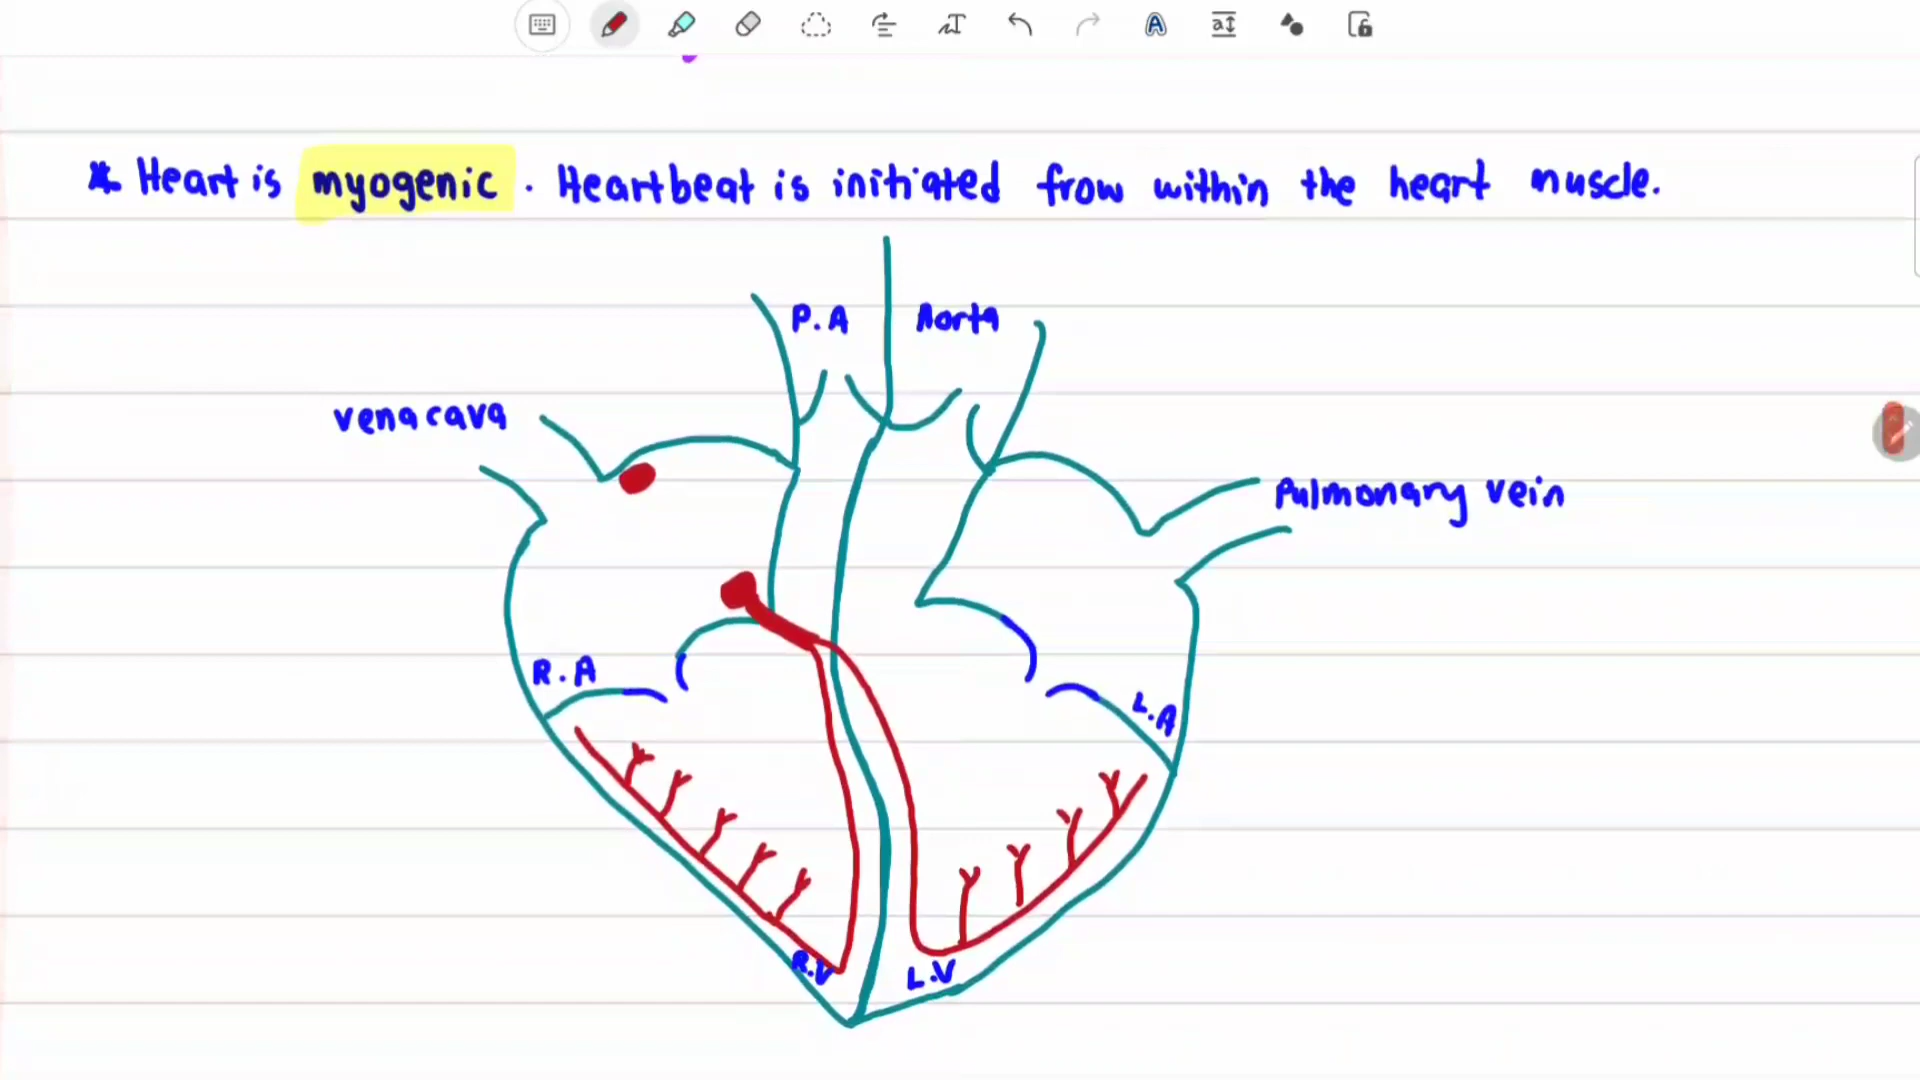 * Heart is myogenic. Heartbeat is initiated from within the heart muscle.
P.A Aorta
vena cava
Pulmonary vein
R.A
L.A
R.V
L.V